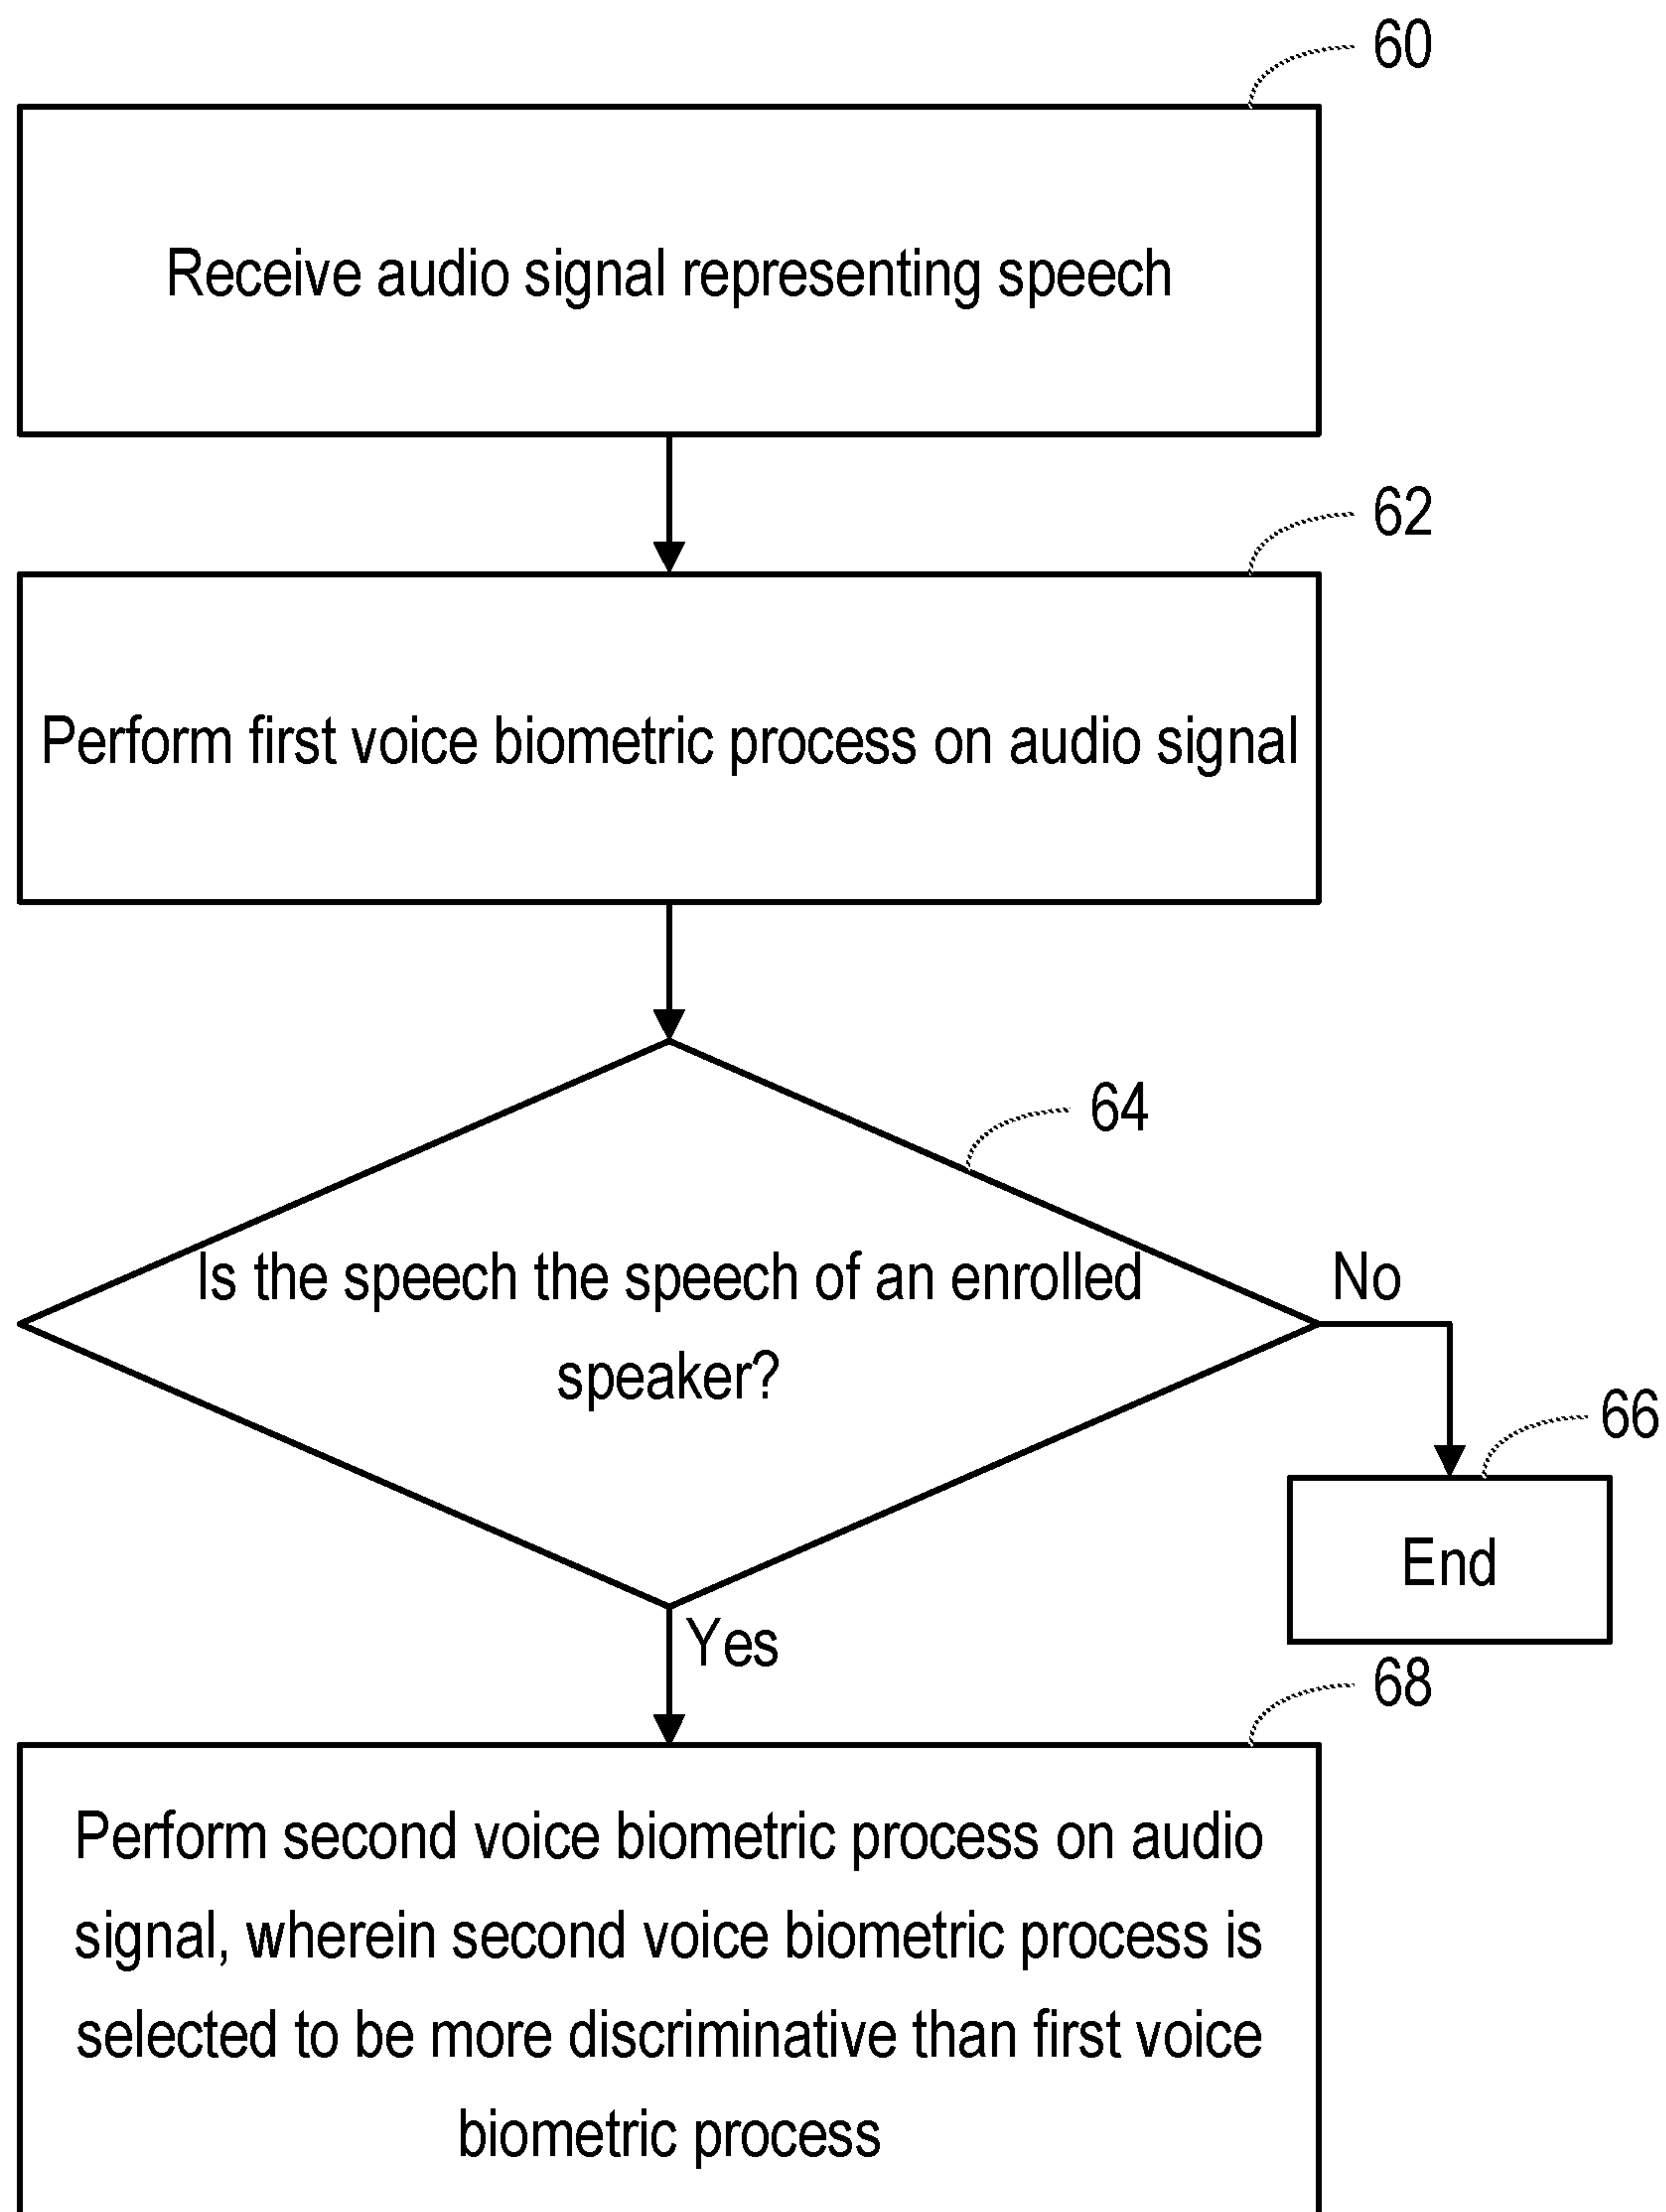 60
Receive audio signal representing speech
62
Perform first voice biometric process on audio signal
64
Is the speech the speech of an enrolled
speaker?
No
66
End
Yes
68
Perform second voice biometric process on audio
signal, wherein second voice biometric process is
selected to be more discriminative than first voice
biometric process